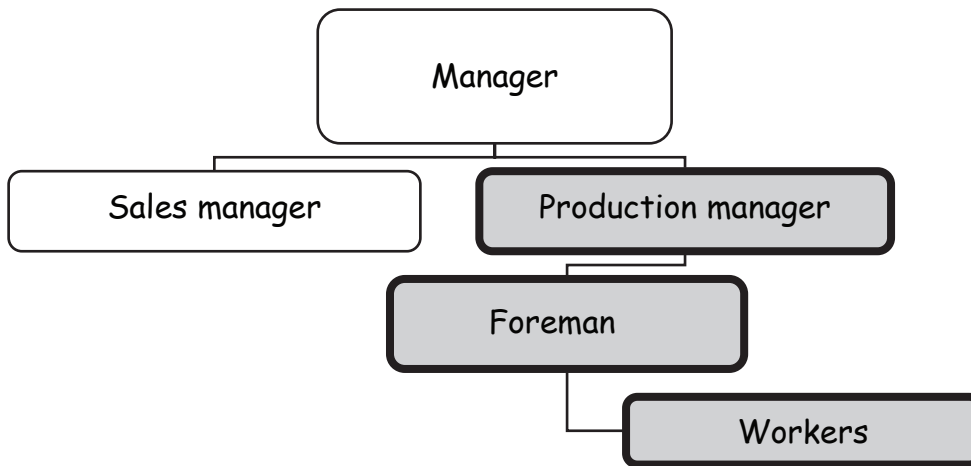 Manager
Sales manager
Production manager
Foreman
Workers